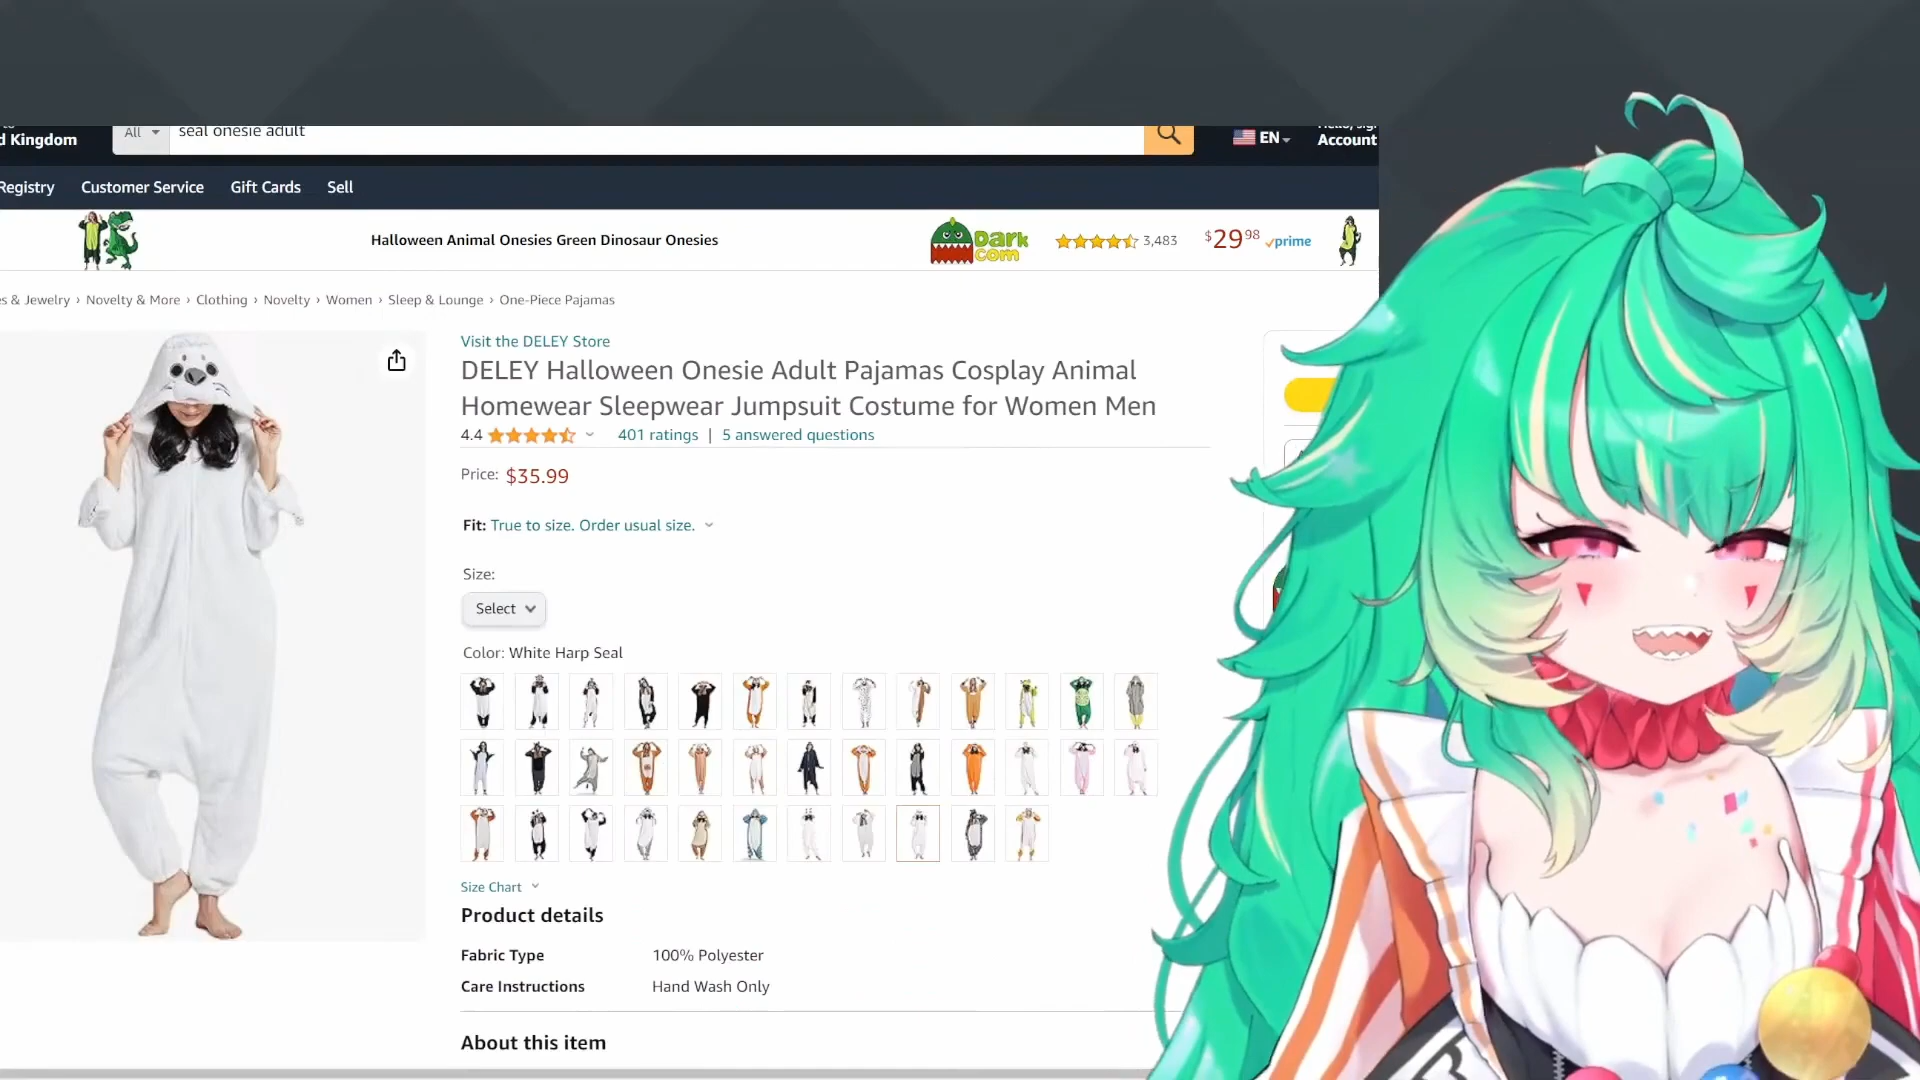 d Kingdom
All
seal onesie adult
EN
Account
Registry
Customer Service
Gift Cards
Sell
Halloween Animal Onesies Green Dinosaur Onesies
Dark
com
3,483
$29 98
prime
es & Jewelry › Novelty & More › Clothing › Novelty › Women › Sleep & Lounge › One-Piece Pajamas
Visit the DELEY Store
DELEY Halloween Onesie Adult Pajamas Cosplay Animal
Homewear Sleepwear Jumpsuit Costume for Women Men
4.4
401 ratings | 5 answered questions
Price: $35.99
Fit: True to size. Order usual size.
Size:
Select
Color: White Harp Seal
Size Chart
Product details
Fabric Type 100% Polyester
Care Instructions Hand Wash Only
About this item